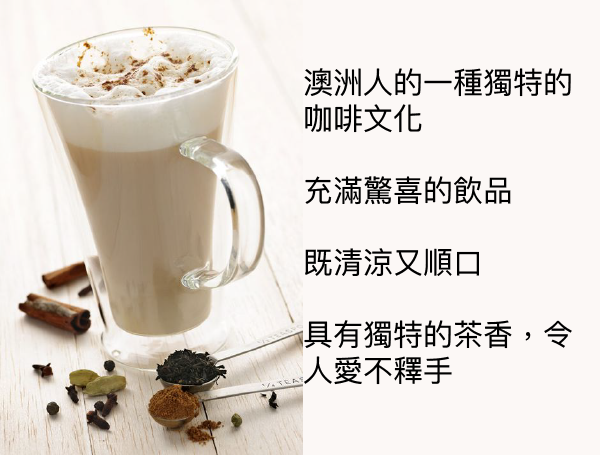 澳洲人的一種獨特的
咖啡文化
充滿驚喜的飲品
既清涼又順口
具有獨特的茶香，令
人愛不釋手